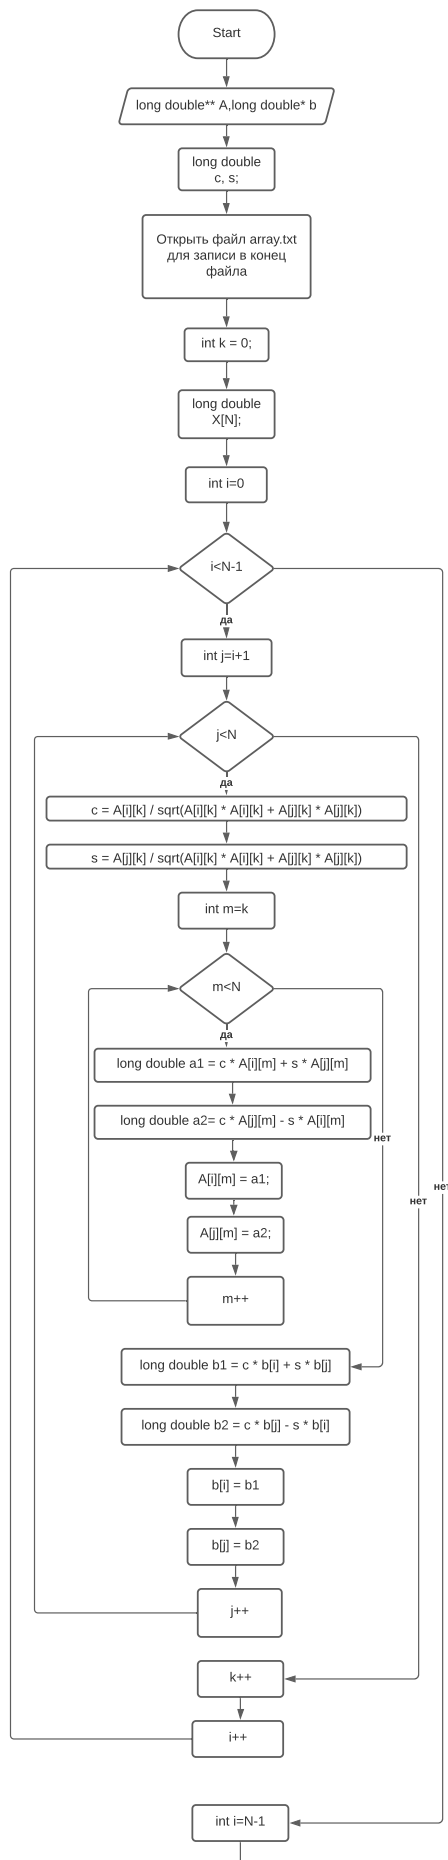 Start
long double** A,long double* b
long double
c, s;
Открыть файл array.txt
для записи в конец
файла
int k = 0;
long double
X[N];
int i=0
i<N-1
да
int j=i+1
j<N
да
c = A[i][k] / sqrt(A[i][k] * A[i][k] + A[j][k] * A[j][k])
s = A[j][k] / sqrt(A[i][k] * A[i][k] + A[j][k] * A[j][k])
int m=k
m<N
да
long double a1 = c * A[i][m] + s * A[j][m]
long double a2= c * A[j][m] - s * A[i][m]
нет
A[i][m] = a1;
нет
нет
A[j][m] = a2;
m++
long double b1 = c * b[i] + s * b[j]
long double b2 = c * b[j] - s * b[i]
b[i] = b1
b[j] = b2
j++
k++
i++
int i=N-1